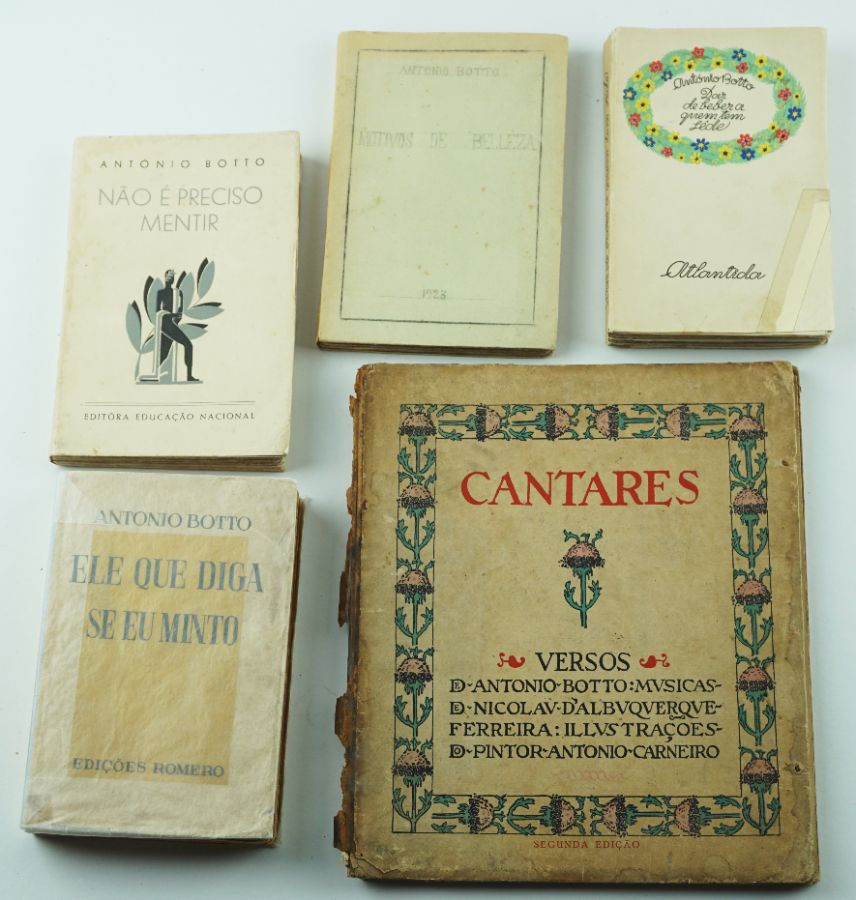 ANTÓNIO BOTTO
NÃO É PRECISO
MENTIR
EDITÔRA EDUCAÇÃO NACIONAL
ANTONIO BOTTO
MOTIVOS DE BELLEZA
1923
António Botto
Dar
de beber a
quem tem
sêde
Atlantida
ANTONIO BOTTO
ELE QUE DIGA
SE EU MINTO
EDIÇÕES ROMERO
CANTARES
VERSOS
D-ANTONIO-BOTTO: MVSICAS-
D-NICOLAV-D'ALBVQVERQVE-
FERREIRA: ILLVSTRAÇOES-
D-PINTOR-ANTONIO-CARNEIRO
SEGUNDA EDIÇÃO